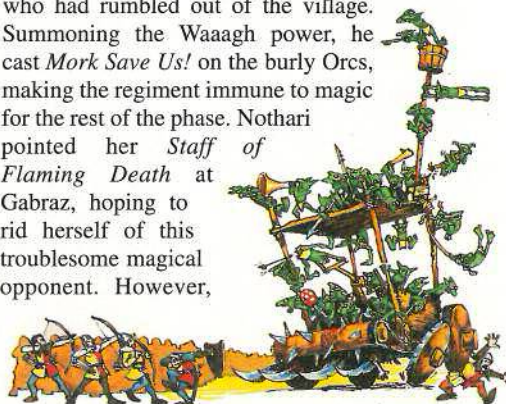 who had rumbled out of the village.
Summoning the Waaagh power, he
cast Mork Save Us! on the burly Orcs,
making the regiment immune to magic
for the rest of the phase. Nothari
pointed her Staff of
Flaming Death at
Gabraz, hoping to
rid herself of this
troublesome magical
opponent. However,